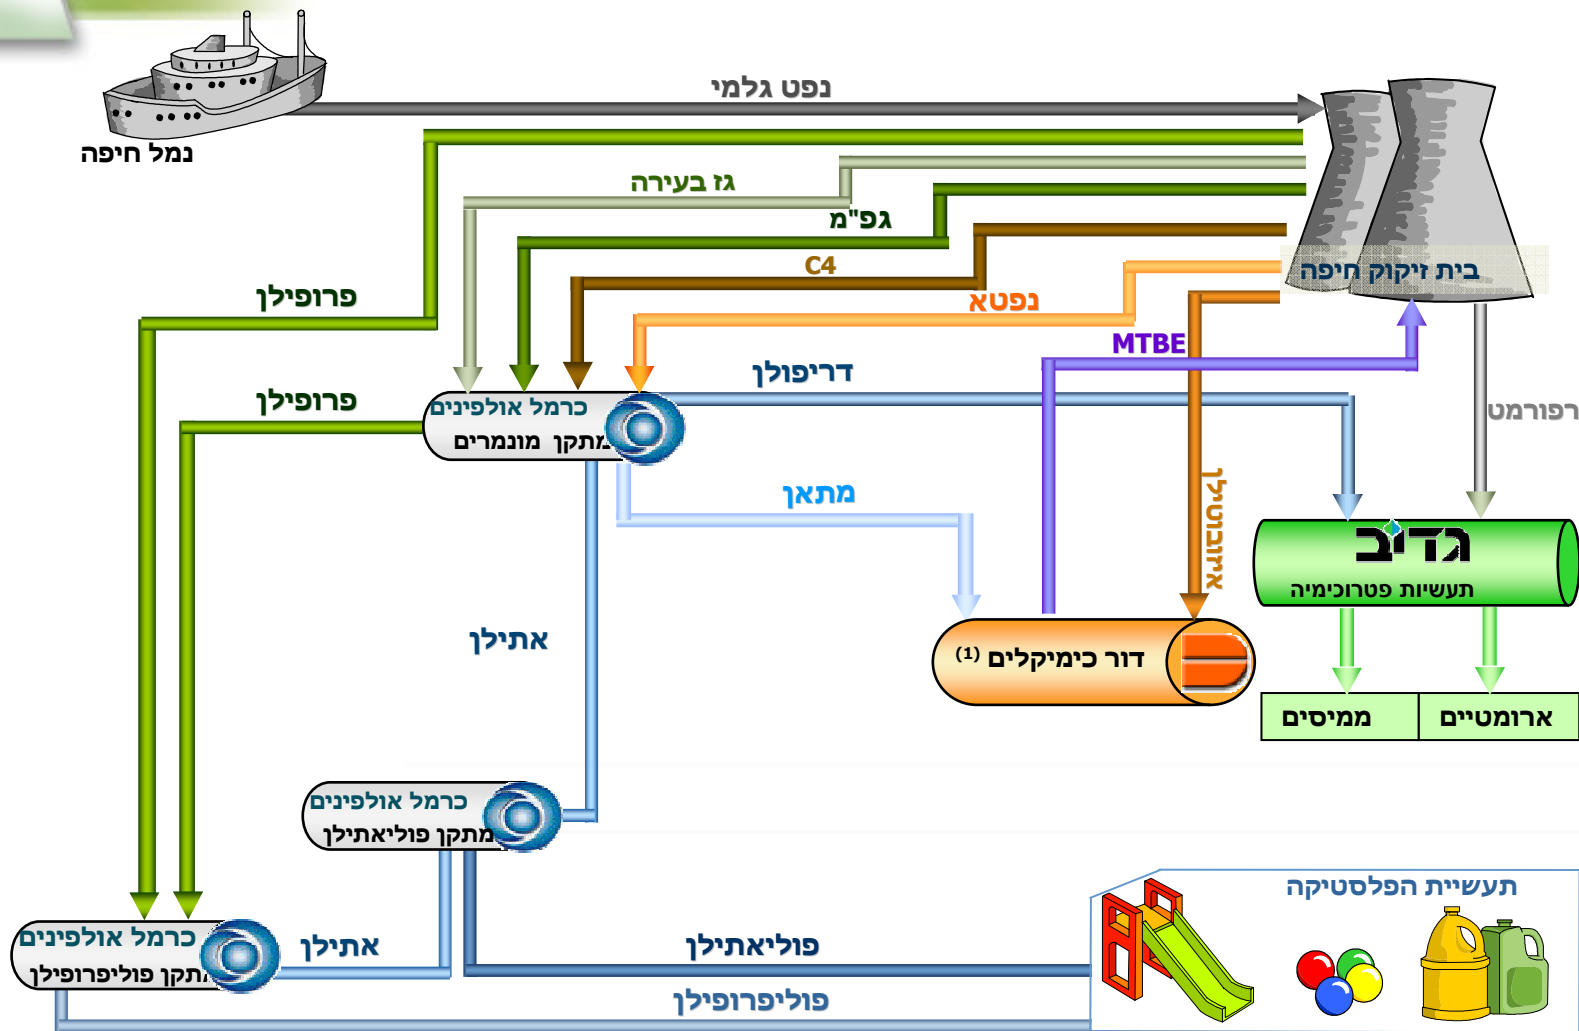 נפט גלמי
נמל חיפה
גז בעירה
גפ"מ
C4
בית זיקוק חיפה
פרופילן
נפטא
MTBE
דריפולן
פרופילן
כרמל אולפינים
מתקן מונמרים
רפורמט
מתאן
איזובוטילן
גדיב
תעשיות פטרוכימיה
אתילן
דור כימיקלים (1)
ממיסים
ארומטיים
כרמל אולפינים
מתקן פוליאתילן
תעשיית הפלסטיקה
כרמל אולפינים
מתקן פוליפרופילן
אתילן
פוליאתילן
פוליפרופילן